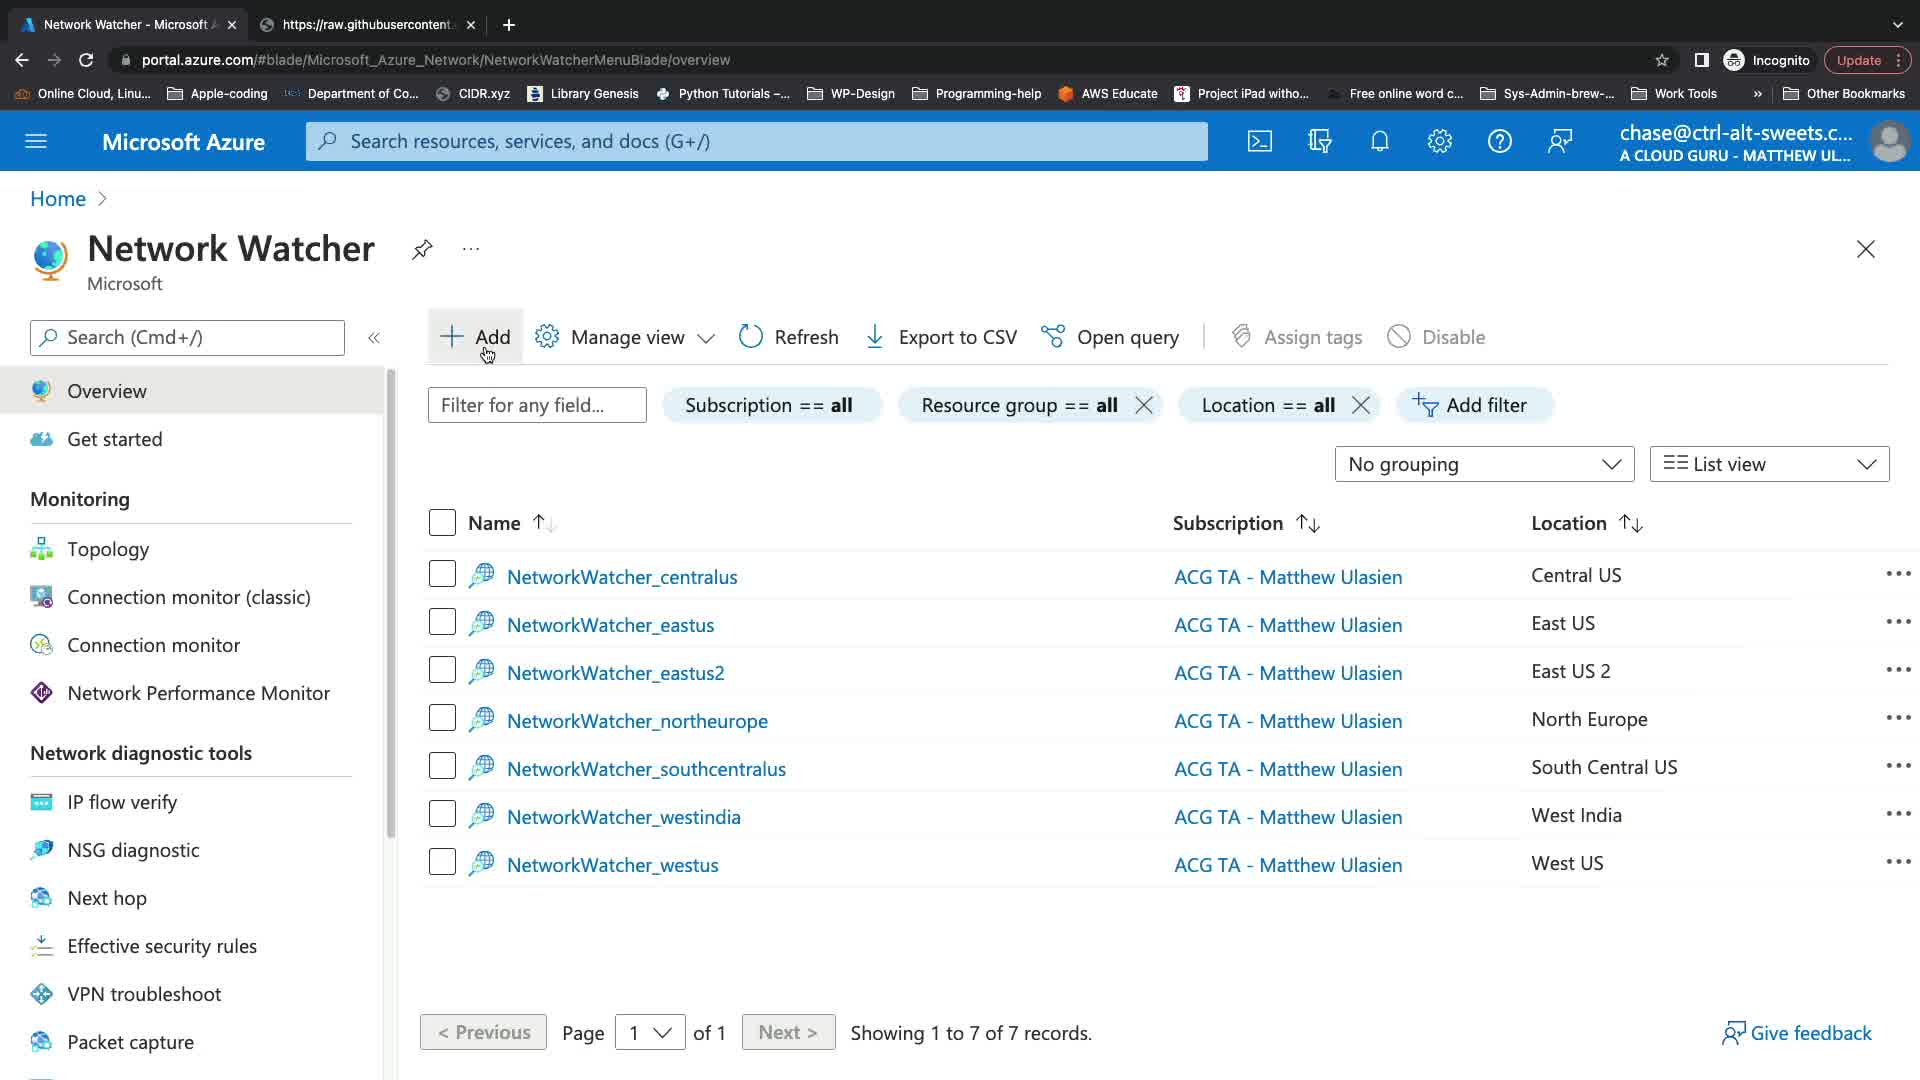 Network Watcher - Microsoft A
https://raw.githubusercontent.
portal.azure.com/#blade/Microsoft_Azure_Network/NetworkWatcherMenuBlade/overview
Incognito
Update
Online Cloud, Linu...
Apple-coding
Department of Co...
CIDR.xyz
Library Genesis
Python Tutorials –...
WP-Design
Programming-help
AWS Educate
Project iPad witho...
Free online word c...
Sys-Admin-brew-...
Work Tools
»
Other Bookmarks
Microsoft Azure
Search resources, services, and docs (G+/)
chase@ctrl-alt-sweets.c...
A CLOUD GURU - MATTHEW UL...
Home
Network Watcher
...
Microsoft
Search (Cmd+/)
«
Add
Manage view
Refresh
Export to CSV
Open query
Assign tags
Disable
Overview
Get started
Monitoring
Topology
Connection monitor (classic)
Connection monitor
Network Performance Monitor
Network diagnostic tools
IP flow verify
NSG diagnostic
Next hop
Effective security rules
VPN troubleshoot
Packet capture
Filter for any field...
Subscription == all
Resource group == all
Location == all
Add filter
No grouping
List view
Name
Subscription
Location
NetworkWatcher_centralus
ACG TA - Matthew Ulasien
Central US
NetworkWatcher_eastus
ACG TA - Matthew Ulasien
East US
NetworkWatcher_eastus2
ACG TA - Matthew Ulasien
East US 2
NetworkWatcher_northeurope
ACG TA - Matthew Ulasien
North Europe
NetworkWatcher_southcentralus
ACG TA - Matthew Ulasien
South Central US
NetworkWatcher_westindia
ACG TA - Matthew Ulasien
West India
NetworkWatcher_westus
ACG TA - Matthew Ulasien
West US
< Previous
Page
1
of 1
Next >
Showing 1 to 7 of 7 records.
Give feedback